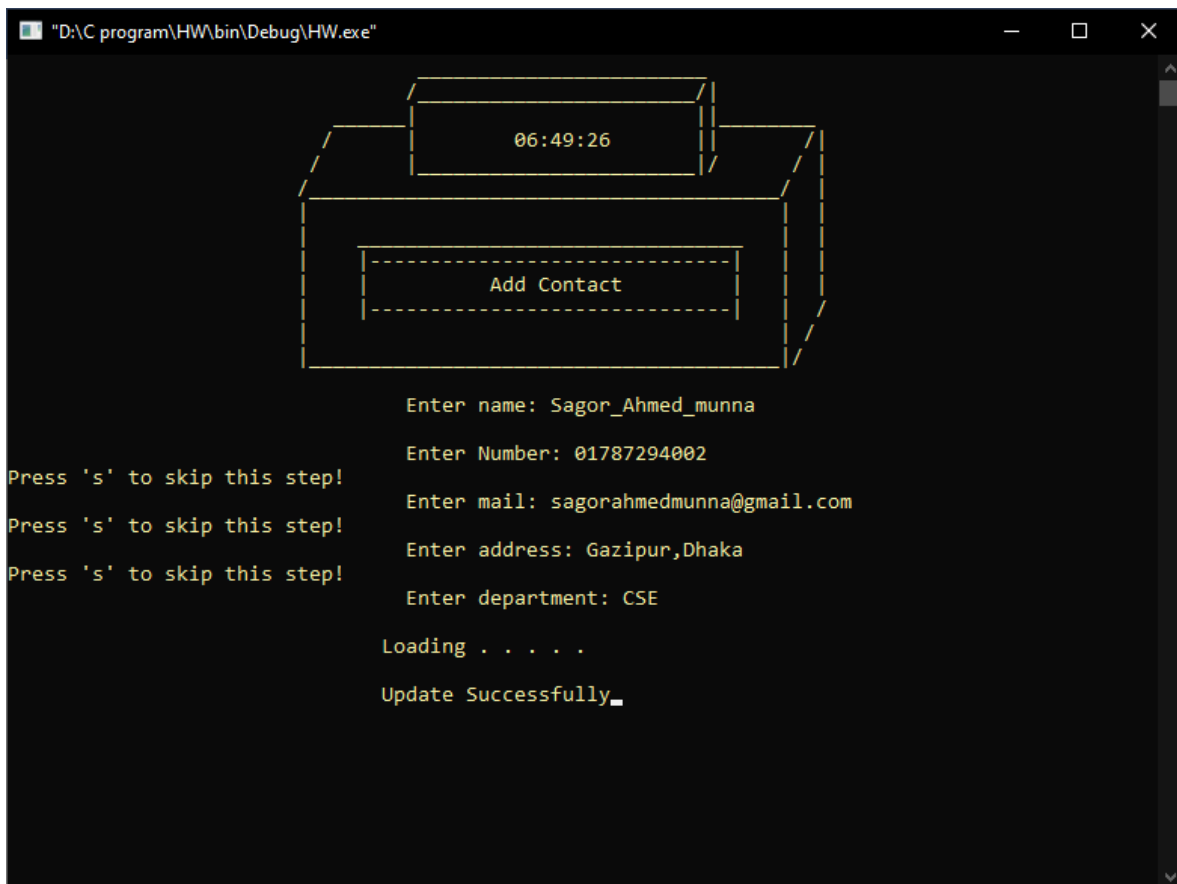 "D:\C program\HW\bin\Debug\HW.exe"
06:49:26
Add Contact
Enter name: Sagor_Ahmed_munna
Enter Number: 01787294002
Press 's' to skip this step!
Enter mail: sagorahmedmunna@gmail.com
Press 's' to skip this step!
Enter address: Gazipur,Dhaka
Press 's' to skip this step!
Enter department: CSE
Loading . . . . .
Update Successfully